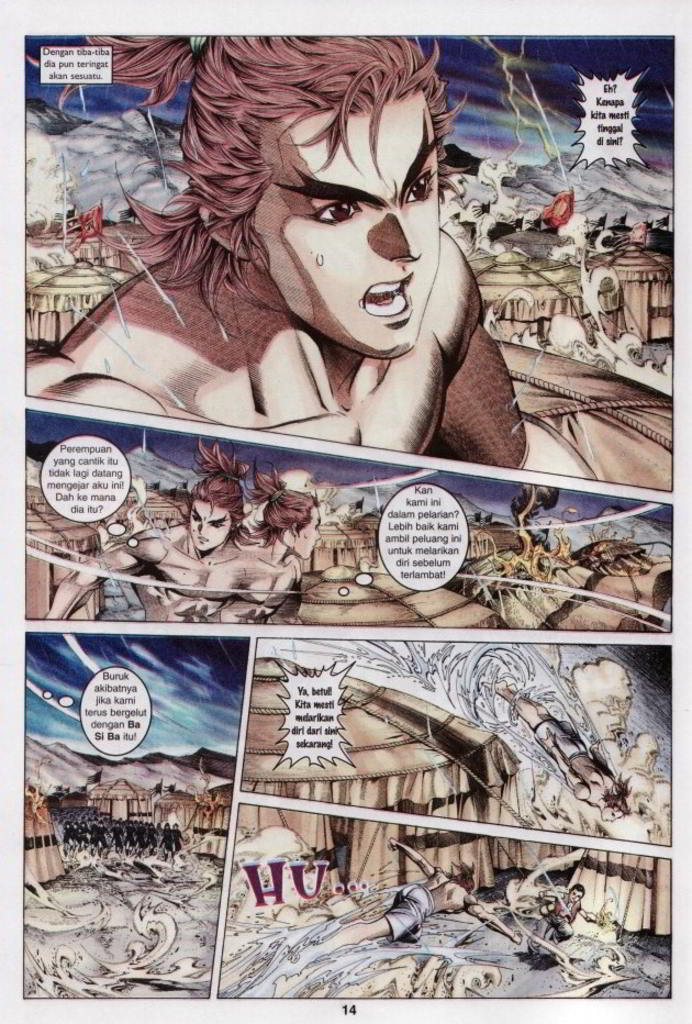 Dengan tiba-tiba
dia pun teringat
akan sesuatu.
Eh?
Kenapa
kita mesti
tinggal
di sini?
Perempuan
yang cantik itu
tidak lagi datang
mengejar aku ini!
Dah ke mana
dia itu?
Kan
kami ini
dalam pelarian?
Lebih baik kami
ambil peluang ini
untuk melarikan
diri sebelum
terlambat!
Buruk
akibatnya
jika kami
terus bergelut
dengan Ba
Si Ba itu!
Ya, betul!
Kita mesti
melarikan
diri dari sini
sekarang!
HU...
14